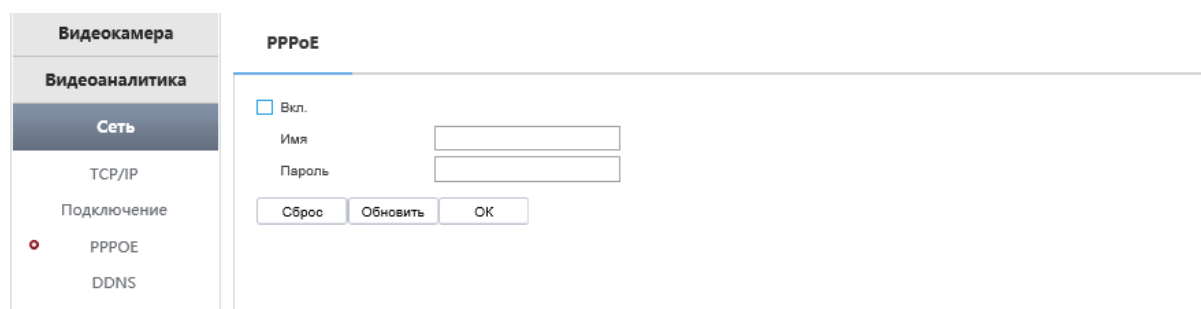 Видеокамера
Видеоаналитика
Сеть
TCP/IP
Подключение
PPPOE
DDNS
PPPoE
Вкл.
Имя
Пароль
Сброс Обновить OK